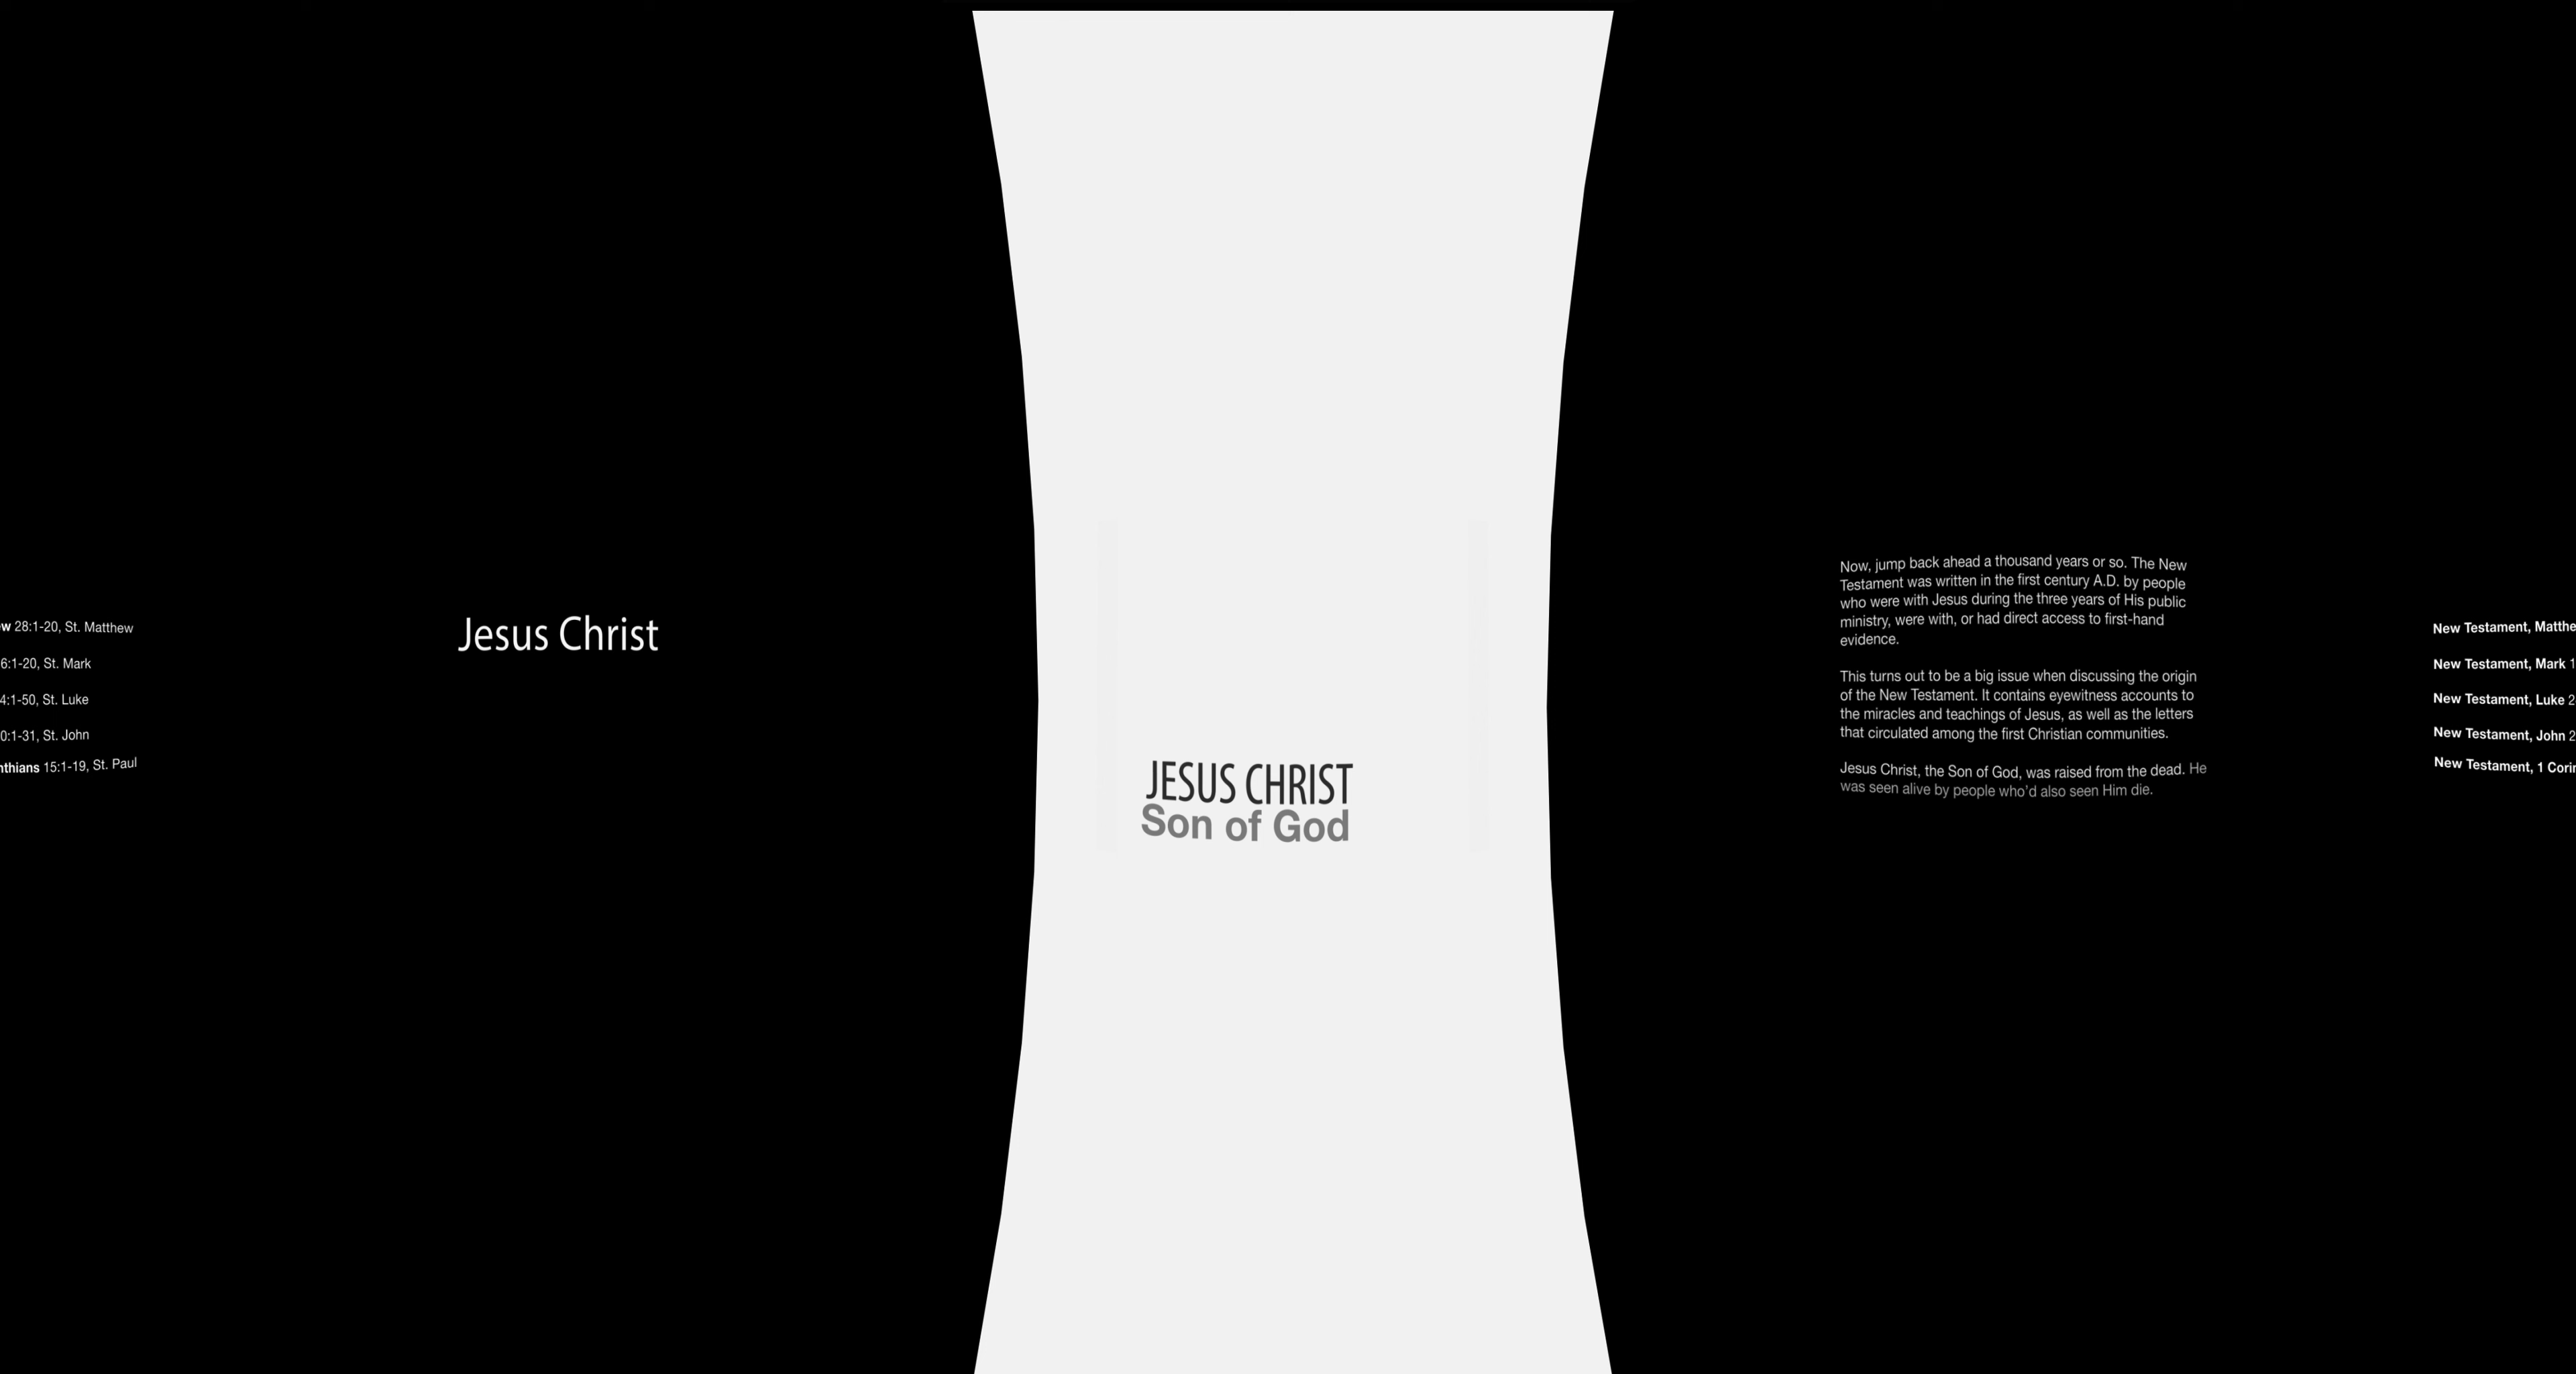 w 28:1-20, St. Matthew
6:1-20, St. Mark
4:1-50, St. Luke
0:1-31, St. John
nthians 15:1-19, St. Paul
Jesus Christ
JESUS CHRIST
Son of God
Now, jump back ahead a thousand years or so. The New
Testament was written in the first century A.D. by people
who were with Jesus during the three years of His public
ministry, were with, or had direct access to first-hand
evidence.
This turns out to be a big issue when discussing the origin
of the New Testament. It contains eyewitness accounts to
the miracles and teachings of Jesus, as well as the letters
that circulated among the first Christian communities.
Jesus Christ, the Son of God, was raised from the dead. He
was seen alive by people who'd also seen Him die.
New Testament, Matthe
New Testament, Mark 1
New Testament, Luke 2
New Testament, John 2
New Testament, 1 Corin